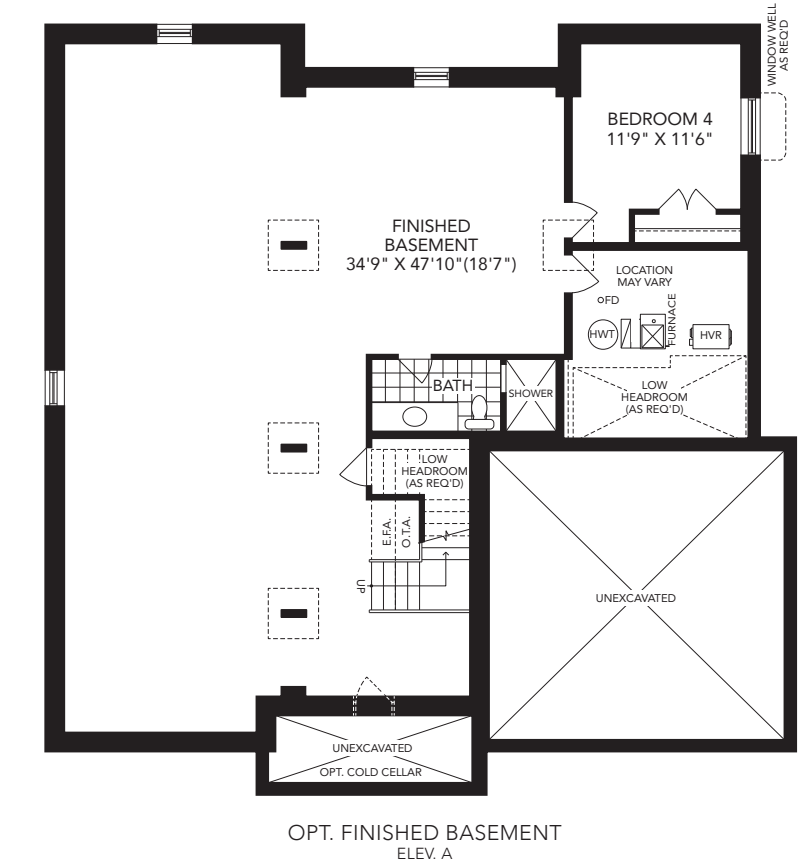 WINDOW WELL
AS REQ'D
BEDROOM 4
11'9" X 11'6"
FINISHED
BASEMENT
34'9" X 47'10"(18'7")
LOCATION
MAY VARY
FD
FURNACE
HWT
HVR
LOW
HEADROOM
(AS REQ'D)
BATH
SHOWER
LOW
HEADROOM
(AS REQ'D)
E.F.A.
O.T.A.
UP
UNEXCAVATED
UNEXCAVATED
OPT. COLD CELLAR
OPT. FINISHED BASEMENT
ELEV. A